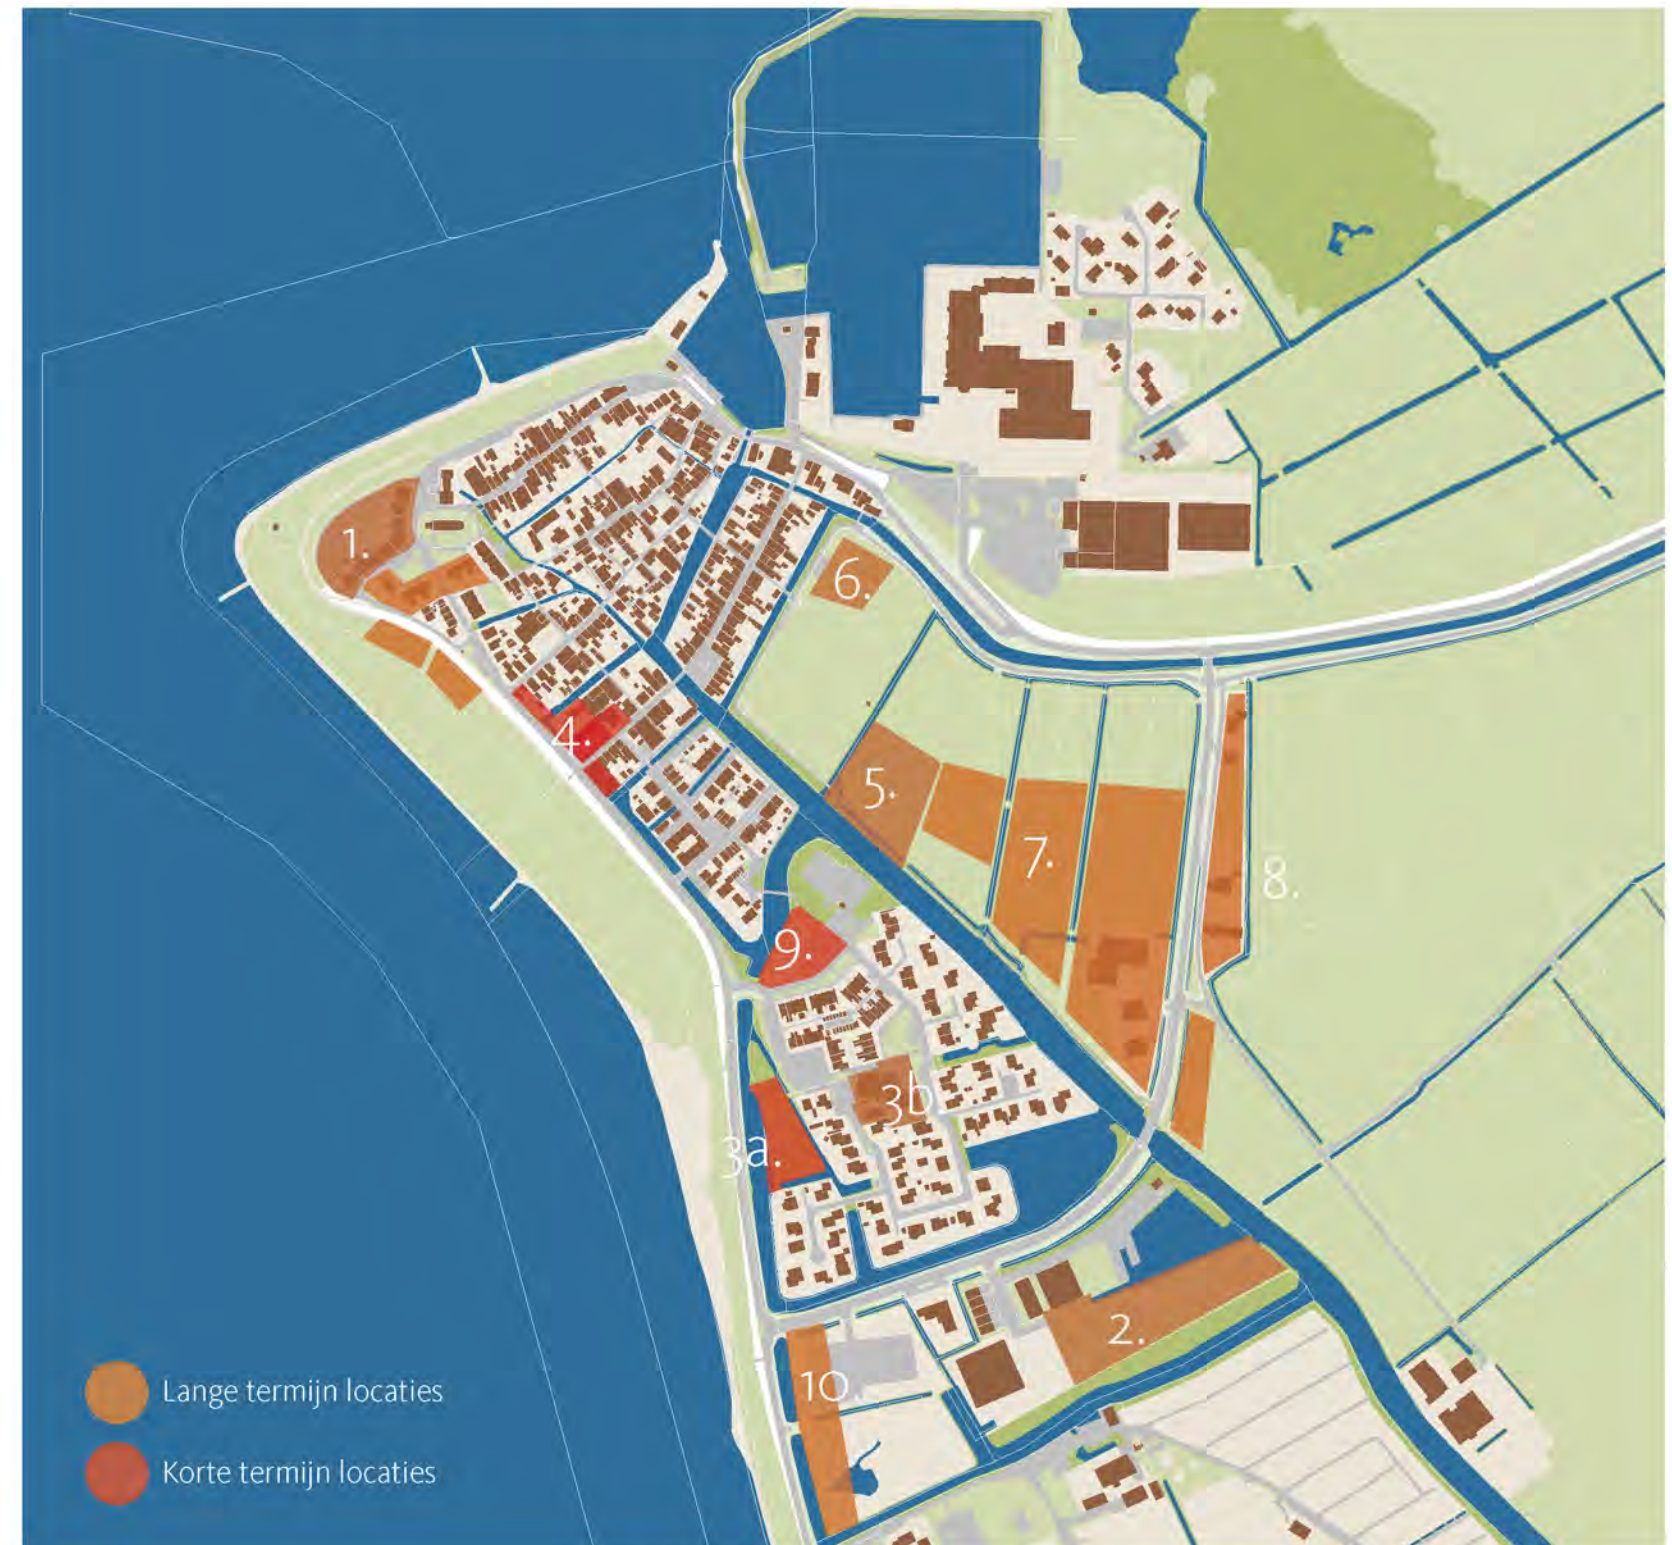 1.
6.
4.
5.
7.
8.
9.
3b.
3a.
2.
10.
Lange termijn locaties
Korte termijn locaties